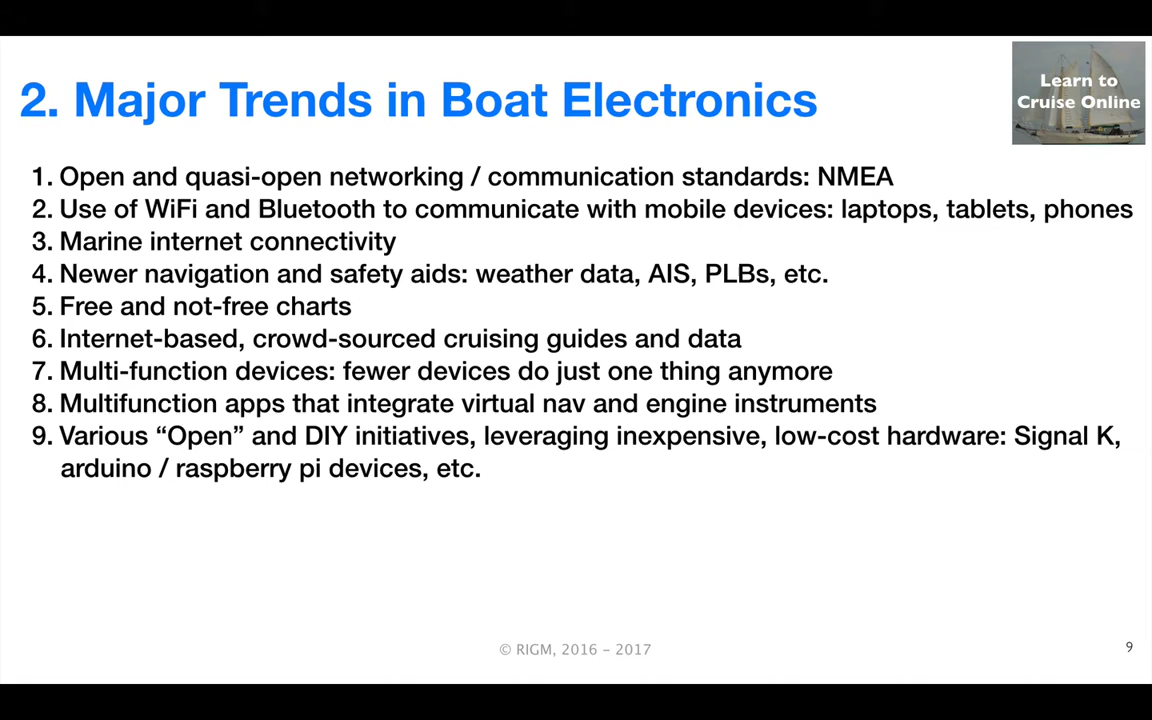 Learn to
Cruise Online
2. Major Trends in Boat Electronics
1. Open and quasi-open networking / communication standards: NMEA
2. Use of WiFi and Bluetooth to communicate with mobile devices: laptops, tablets, phones
3. Marine internet connectivity
4. Newer navigation and safety aids: weather data, AIS, PLBs, etc.
5. Free and not-free charts
6. Internet-based, crowd-sourced cruising guides and data
7. Multi-function devices: fewer devices do just one thing anymore
8. Multifunction apps that integrate virtual nav and engine instruments
9. Various “Open” and DIY initiatives, leveraging inexpensive, low-cost hardware: Signal K,
arduino / raspberry pi devices, etc.
© RIGM, 2016 – 2017
9